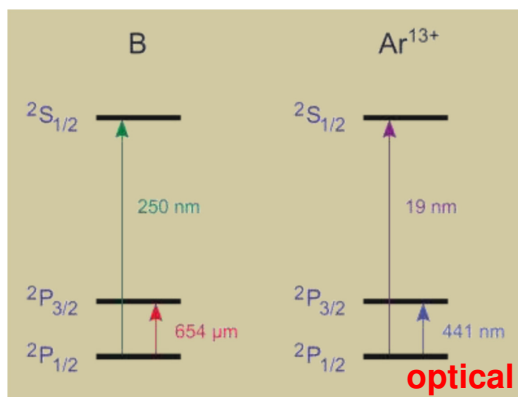 B Ar¹³⁺
²S₁/₂ ²S₁/₂
250 nm 19 nm
²P₃/₂ ²P₃/₂
654 μm 441 nm
²P₁/₂ ²P₁/₂
optical